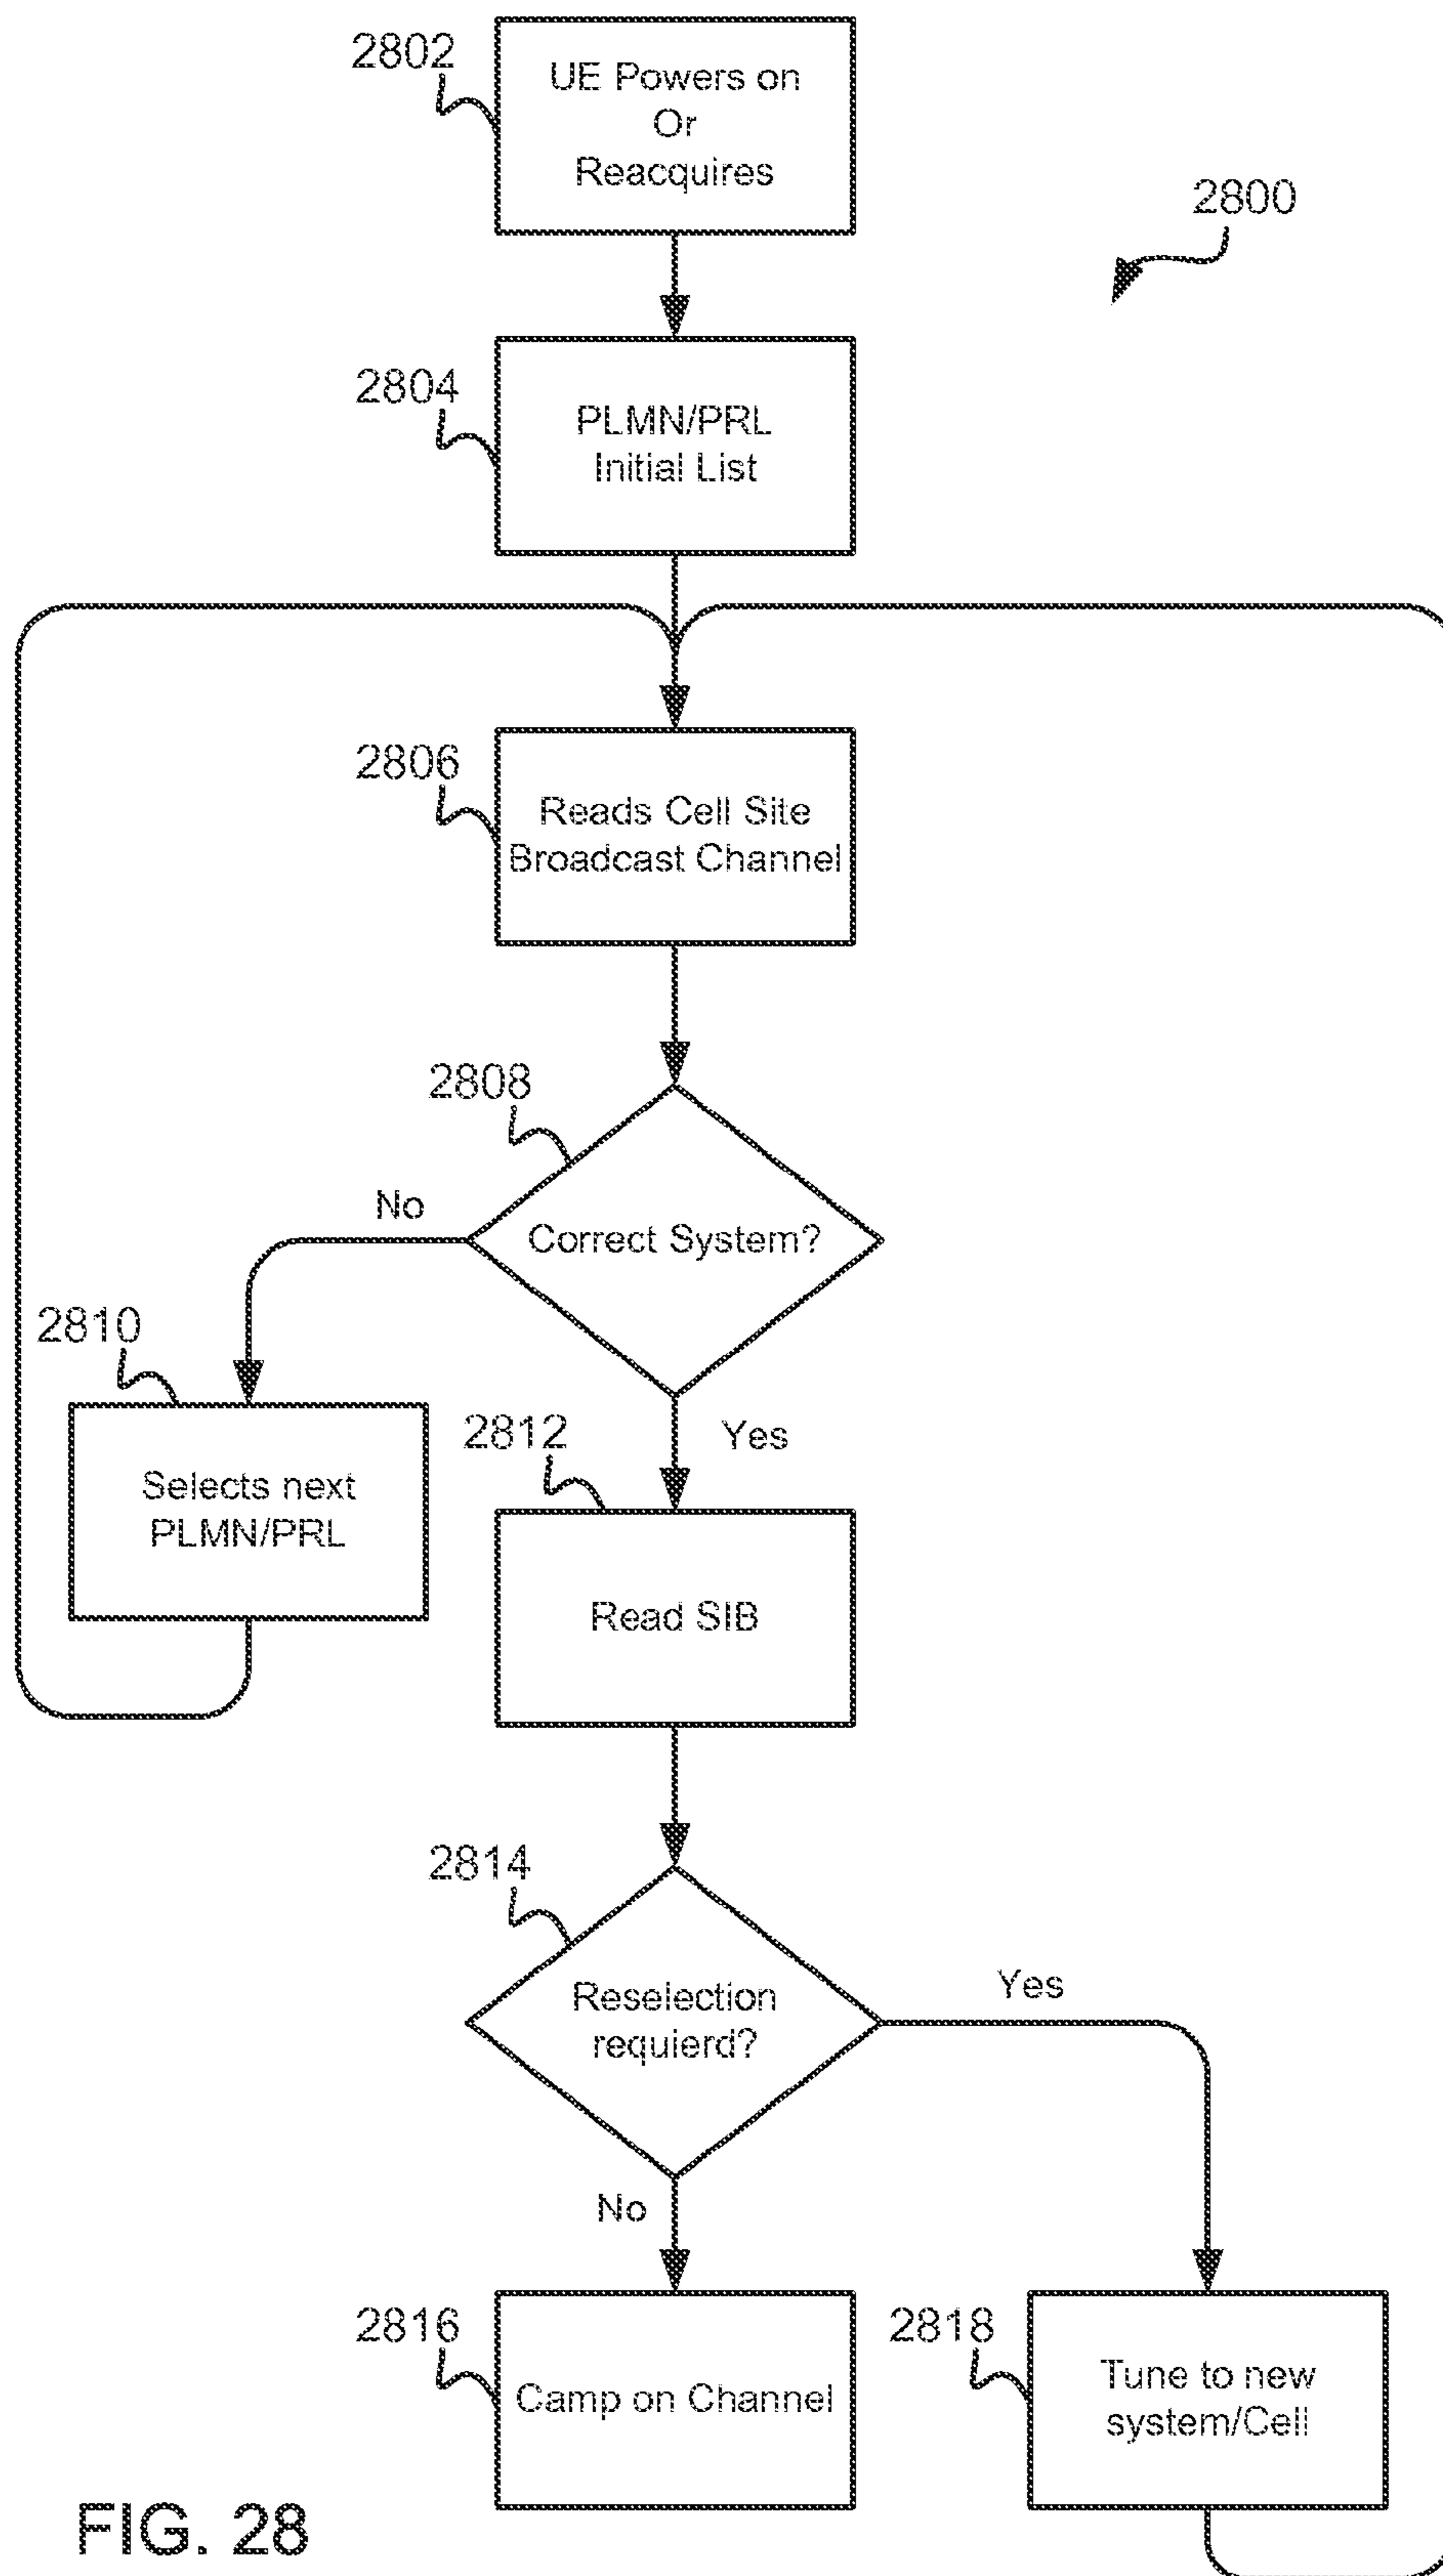 2802
UE Powers on
Or
Reacquires
2800
2804
PLMN/PRL
Initial List
2806
Reads Cell Site
Broadcast Channel
2808
Correct System?
No
2810
Selects next
PLMN/PRL
Yes
2812
Read SIB
2814
Reselection
requierd?
Yes
No
2816
Camp on Channel
2818
Tune to new
system/Cell
FIG. 28